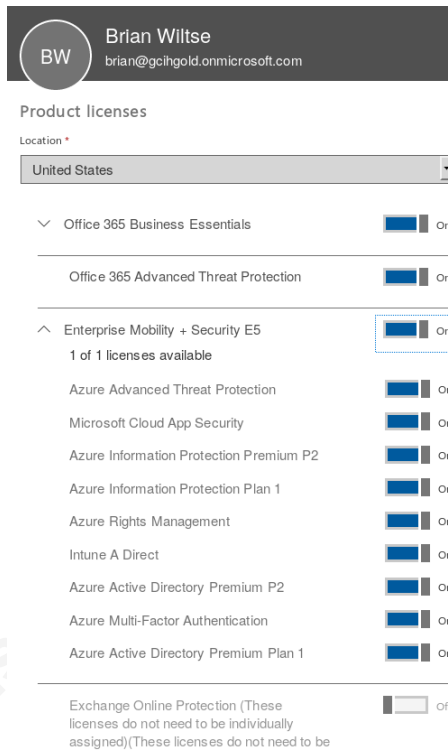 Brian Wiltse
BW
brian@gcihgold.onmicrosoft.com
Product licenses
Location *
United States
Office 365 Business Essentials
Office 365 Advanced Threat Protection
Enterprise Mobility + Security E5
1 of 1 licenses available
Azure Advanced Threat Protection
Microsoft Cloud App Security
Azure Information Protection Premium P2
Azure Information Protection Plan 1
Azure Rights Management
Intune A Direct
Azure Active Directory Premium P2
Azure Multi-Factor Authentication
Azure Active Directory Premium Plan 1
Exchange Online Protection (These
licenses do not need to be individually
assigned)(These licenses do not need to be